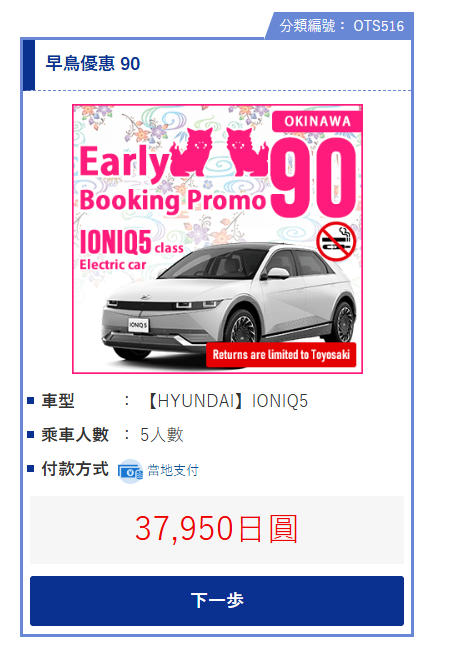 分類編號： OTS516
早鳥優惠 90
OKINAWA
Early
Booking Promo
90
IONIQ5 class
Electric car
IONIQ5
Returns are limited to Toyosaki
車型 ： 【HYUNDAI】IONIQ5
乘車人數 ： 5人數
付款方式 當地支付
37,950日圓
下一步